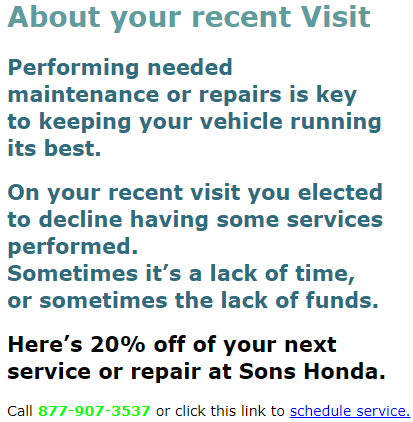 About your recent Visit
Performing needed
maintenance or repairs is key
to keeping your vehicle running
its best.
On your recent visit you elected
to decline having some services
performed.
Sometimes it’s a lack of time,
or sometimes the lack of funds.
Here’s 20% off of your next
service or repair at Sons Honda.
Call 877-907-3537 or click this link to schedule service.